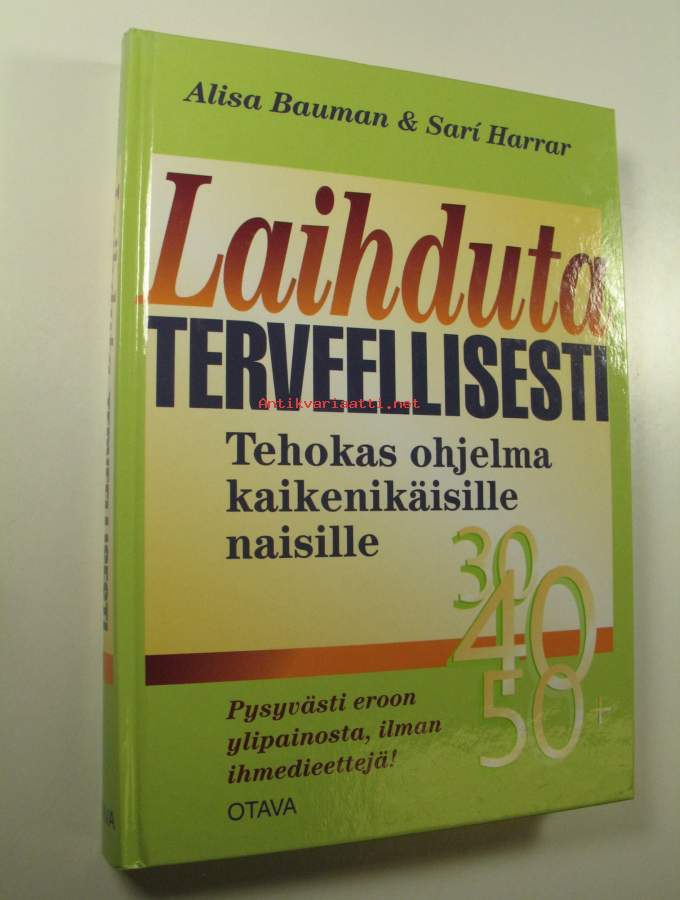 Alisa Bauman & Sarí Harrar
Laihduta
TERVEELLISESTI
Antikvariaatti.net
Tehokas ohjelma
kaikenikäisille
naisille
30
40
50+
Pysyvästi eroon
ylipainosta, ilman
ihmedieettejä!
OTAVA